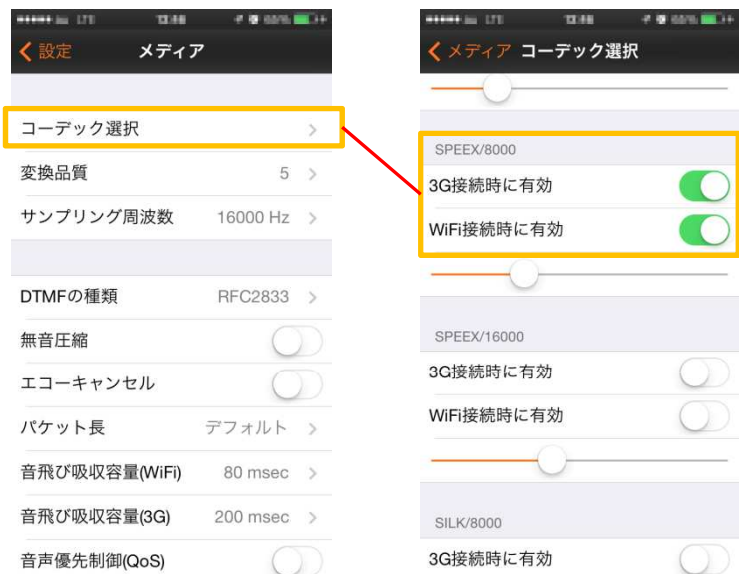 LTE 13:46
設定 メディア
コーデック選択
変換品質 5
サンプリング周波数 16000 Hz
DTMFの種類 RFC2833
無音圧縮
エコーキャンセル
パケット長 デフォルト
音飛び吸収容量(WiFi) 80 msec
音飛び吸収容量(3G) 200 msec
音声優先制御(QoS)
LTE
メディア コーデック選択
SPEEX/8000
3G接続時に有効
WiFi接続時に有効
SPEEX/16000
3G接続時に有効
WiFi接続時に有効
SILK/8000
3G接続時に有効